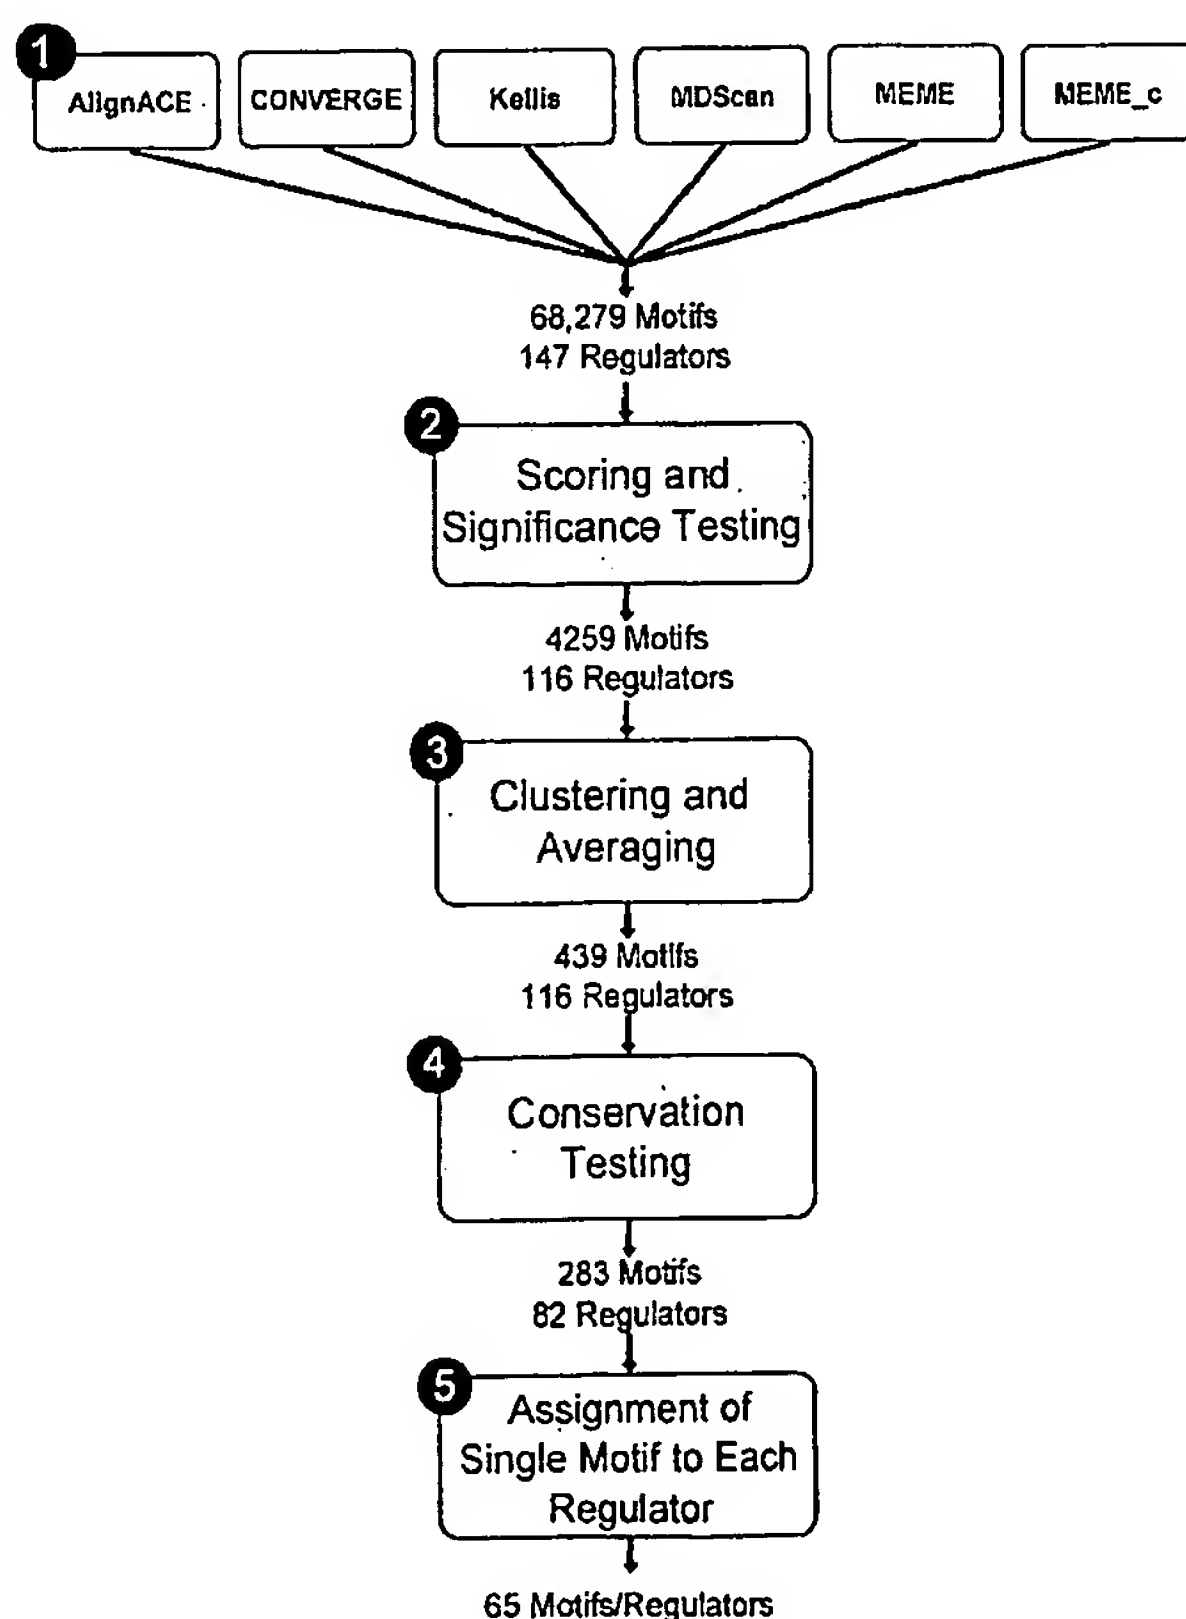 1
AlignACE
CONVERGE
Kellis
MDScan
MEME
MEME_c
68,279 Motifs
147 Regulators
2
Scoring and
Significance Testing
4259 Motifs
116 Regulators
3
Clustering and
Averaging
439 Motifs
116 Regulators
4
Conservation
Testing
283 Motifs
82 Regulators
5
Assignment of
Single Motif to Each
Regulator
65 Motifs/Regulators